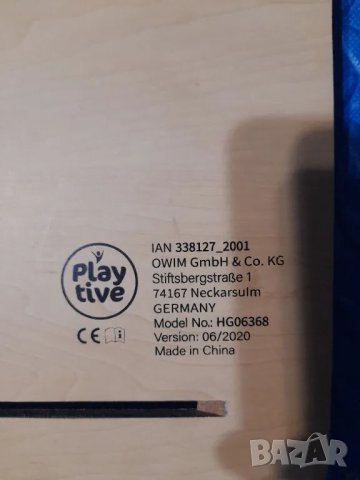 Play
tive
IAN 338127_2001
OWIM GmbH & Co. KG
Stiftsbergstraße 1
74167 Neckarsulm
GERMANY
Model No.: HG06368
Version: 06/2020
Made in China
CE i
BAZAR